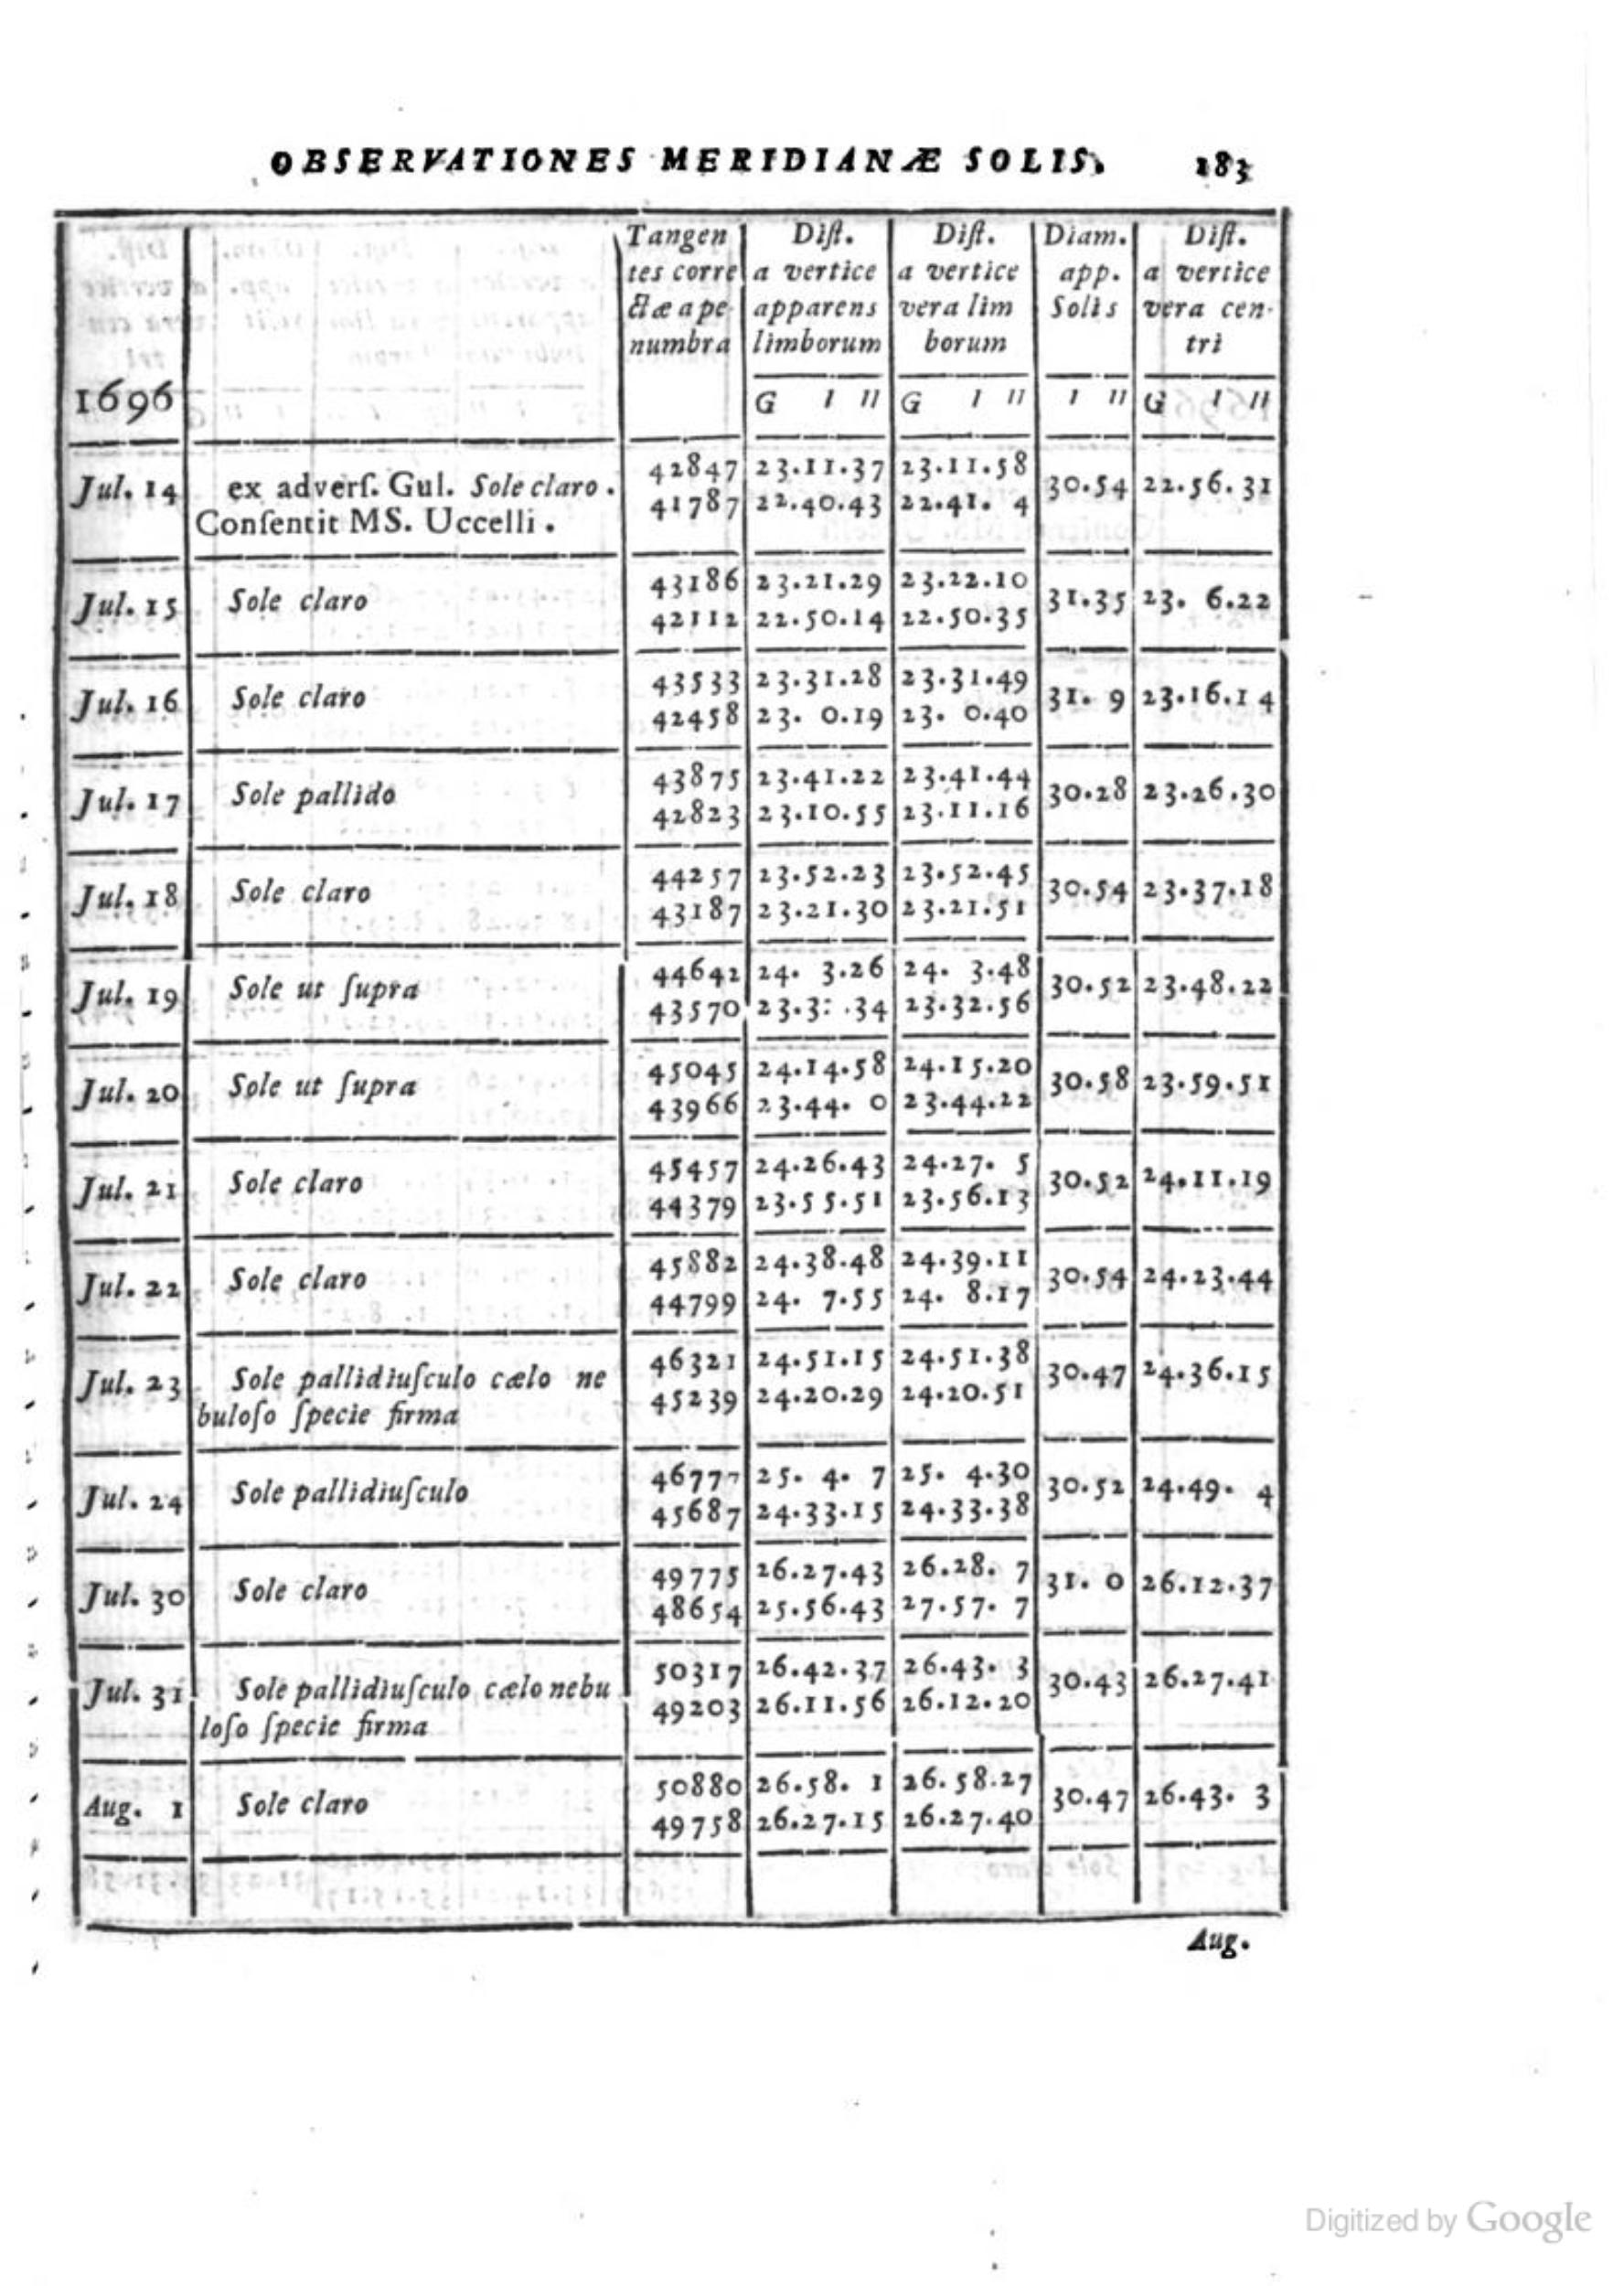 OBSERVATIONES MERIDIANÆ SOLIS. 183
1696 | Tangen | Dist. | Dist. | Diam. | Dist.
tes corre | a vertice | a vertice | app. | a vertice
ctæ a pe | apparens | vera lim | Solis | vera cen-
numbra | limborum | borum | tri
G I II | G I II | I II | G I II
Jul. 14 | ex adverſ. Gul. Sole claro. | 42847 | 23.11.37 | 23.11.58 | 30.54 | 22.56.31
Conſentit MS. Uccelli. | 41787 | 22.40.43 | 22.41. 4
Jul. 15 | Sole claro | 43186 | 23.21.29 | 23.22.10 | 31.35 | 23. 6.22
42112 | 22.50.14 | 22.50.35
Jul. 16 | Sole claro | 43533 | 23.31.28 | 23.31.49 | 31. 9 | 23.16.14
42458 | 23. 0.19 | 23. 0.40
Jul. 17 | Sole pallido | 43875 | 23.41.22 | 23.41.44 | 30.28 | 23.26.30
42823 | 23.10.55 | 23.11.16
Jul. 18 | Sole claro | 44257 | 23.52.23 | 23.52.45 | 30.54 | 23.37.18
43187 | 23.21.30 | 23.21.51
Jul. 19 | Sole ut ſupra | 44642 | 24. 3.26 | 24. 3.48 | 30.52 | 23.48.22
43570 | 23.32.56
Jul. 20 | Sole ut ſupra | 45045 | 24.14.58 | 24.15.20 | 30.58 | 23.59.51
43966 | 23.44. 0 | 23.44.22
Jul. 21 | Sole claro | 45457 | 24.26.43 | 24.27. 5 | 30.52 | 24.11.19
44379 | 23.55.51 | 23.56.13
Jul. 22 | Sole claro | 45882 | 24.38.48 | 24.39.11 | 30.54 | 24.23.44
44799 | 24. 7.55 | 24. 8.17
Jul. 23 | Sole pallidiuſculo cælo ne | 46321 | 24.51.15 | 24.51.38 | 30.47 | 24.36.15
buloſo ſpecie firma | 45239 | 24.20.29 | 24.20.51
Jul. 24 | Sole pallidiuſculo | 46777 | 25. 4. 7 | 25. 4.30 | 30.52 | 24.49. 4
45687 | 24.33.15 | 24.33.38
Jul. 30 | Sole claro | 49775 | 26.27.43 | 26.28. 7 | 31. 0 | 26.12.37
48654 | 25.56.43 | 27.57. 7
Jul. 31 | Sole pallidiuſculo cælo nebu | 50317 | 26.42.37 | 26.43. 3 | 30.43 | 26.27.41
loſo ſpecie firma | 49203 | 26.11.56 | 26.12.20
Aug. 1 | Sole claro | 50880 | 26.58. 1 | 26.58.27 | 30.47 | 26.43. 3
49758 | 26.27.15 | 26.27.40
Aug.
Digitized by Google